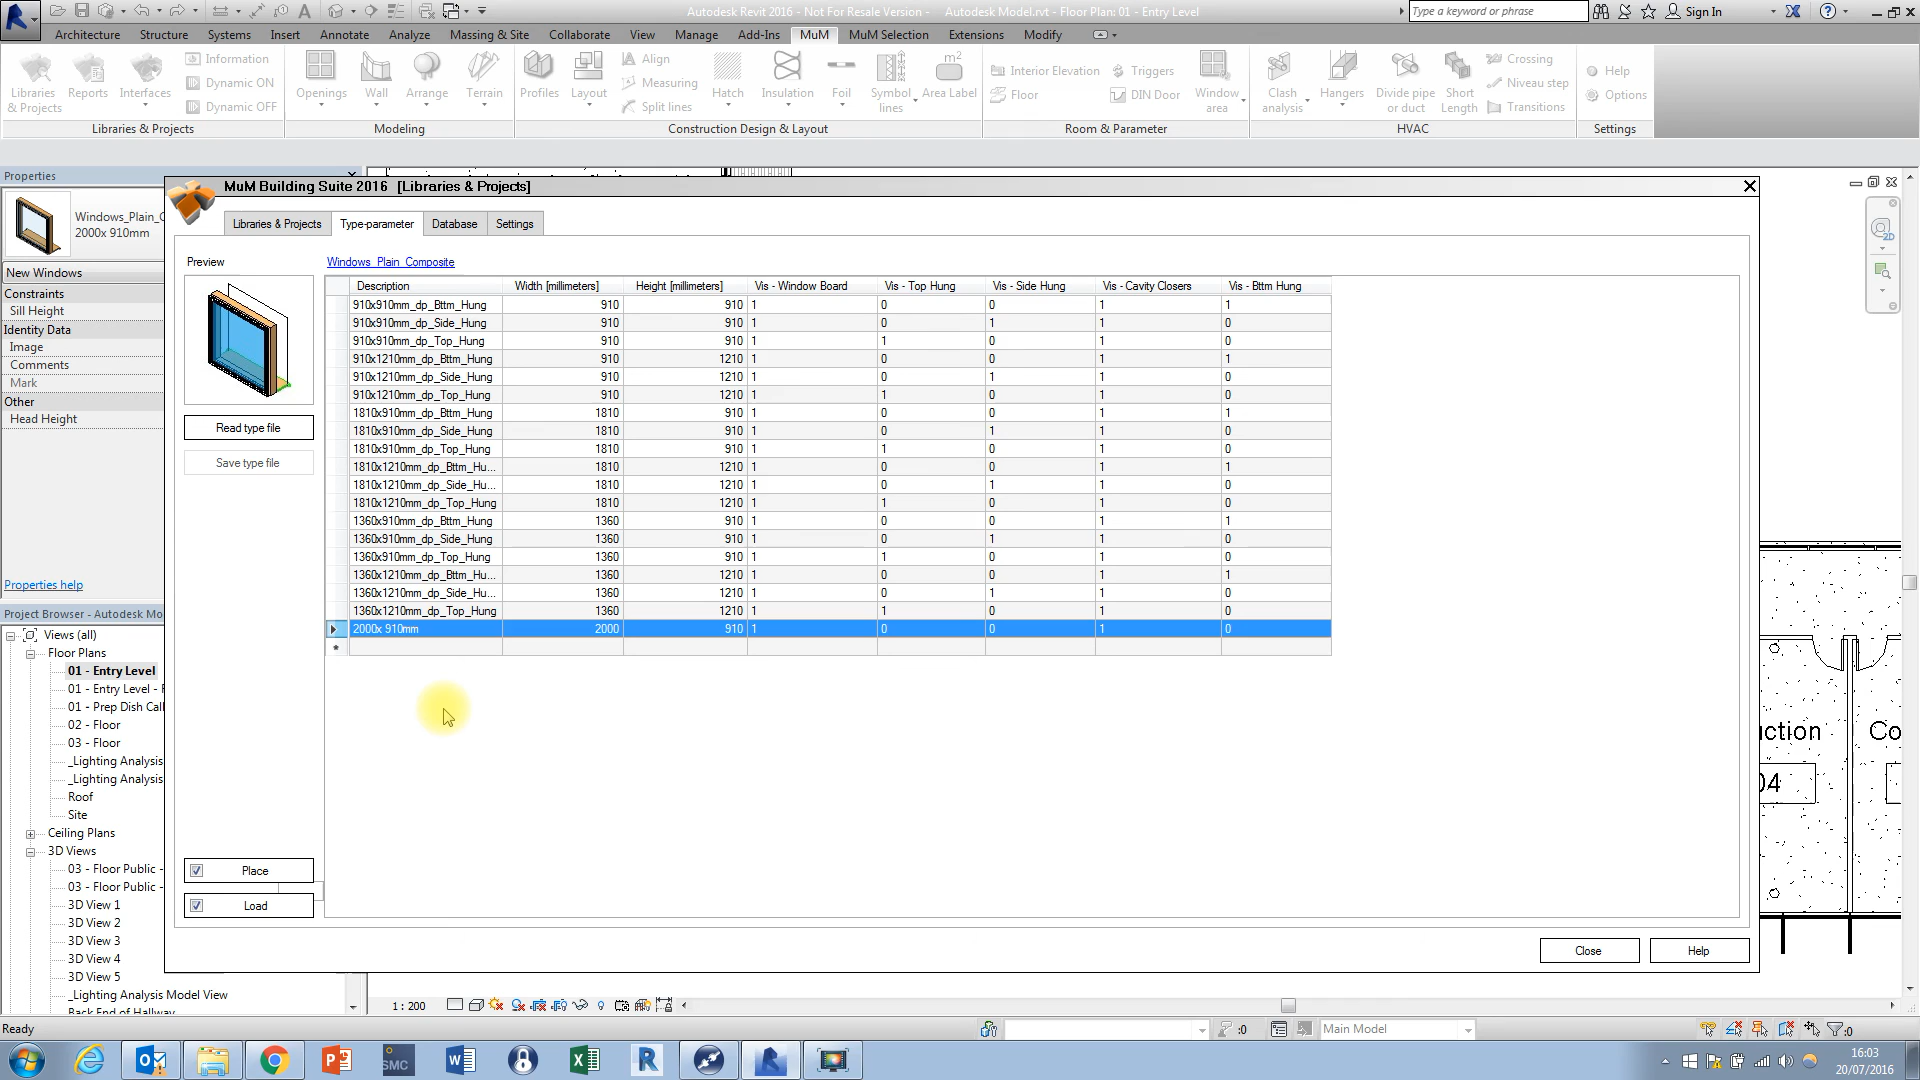 Autodesk Revit 2016 - Not For Resale Version - Autodesk Model.rvt - Floor Plan: 01 - Entry Level
Type a keyword or phrase
Sign In
Architecture Structure Systems Insert Annotate Analyze Massing & Site Collaborate View Manage Add-Ins MuM MuM Selection Extensions Modify
Libraries & Projects
Reports
Interfaces
Information
Dynamic ON
Dynamic OFF
Openings
Wall
Arrange
Terrain
Profiles
Layout
Align
Measuring
Split lines
Hatch
Insulation
Foil
Symbol lines
Area Label
m2
Interior Elevation
Floor
Triggers
DIN Door
Window area
Clash analysis
Hangers
Divide pipe or duct
Short Length
Crossing
Niveau step
Transitions
Help
Options
Libraries & Projects Modeling Construction Design & Layout Room & Parameter HVAC Settings
Properties
Windows_Plain_C
2000x 910mm
New Windows
Constraints
Sill Height
Identity Data
Image
Comments
Mark
Other
Head Height
Properties help
Project Browser - Autodesk Mo
Views (all)
Floor Plans
01 - Entry Level
01 - Entry Level - F
01 - Prep Dish Call
02 - Floor
03 - Floor
_Lighting Analysis
_Lighting Analysis
Roof
Site
Ceiling Plans
3D Views
03 - Floor Public -
03 - Floor Public -
3D View 1
3D View 2
3D View 3
3D View 4
3D View 5
_Lighting Analysis Model View
Back End of Hallway
MuM Building Suite 2016 [Libraries & Projects]
Libraries & Projects Type-parameter Database Settings
Preview
Windows_Plain_Composite
Read type file
Save type file
Place
Load
Description Width [millimeters] Height [millimeters] Vis - Window Board Vis - Top Hung Vis - Side Hung Vis - Cavity Closers Vis - Bttm Hung
910x910mm_dp_Bttm_Hung 910 910 1 0 0 1 1
910x910mm_dp_Side_Hung 910 910 1 0 1 1 0
910x910mm_dp_Top_Hung 910 910 1 1 0 1 0
910x1210mm_dp_Bttm_Hung 910 1210 1 0 0 1 1
910x1210mm_dp_Side_Hung 910 1210 1 0 1 1 0
910x1210mm_dp_Top_Hung 910 1210 1 1 0 1 0
1810x910mm_dp_Bttm_Hung 1810 910 1 0 0 1 1
1810x910mm_dp_Side_Hung 1810 910 1 0 1 1 0
1810x910mm_dp_Top_Hung 1810 910 1 1 0 1 0
1810x1210mm_dp_Bttm_Hu... 1810 1210 1 0 0 1 1
1810x1210mm_dp_Side_Hu... 1810 1210 1 0 1 1 0
1810x1210mm_dp_Top_Hung 1810 1210 1 1 0 1 0
1360x910mm_dp_Bttm_Hung 1360 910 1 0 0 1 1
1360x910mm_dp_Side_Hung 1360 910 1 0 1 1 0
1360x910mm_dp_Top_Hung 1360 910 1 1 0 1 0
1360x1210mm_dp_Bttm_Hu... 1360 1210 1 0 0 1 1
1360x1210mm_dp_Side_Hu... 1360 1210 1 0 1 1 0
1360x1210mm_dp_Top_Hung 1360 1210 1 1 0 1 0
2000x 910mm 2000 910 1 0 0 1 0
Close Help
2D
uction Co
04
1 : 200
Ready
:0
Main Model
:0
SMC
16:03
20/07/2016